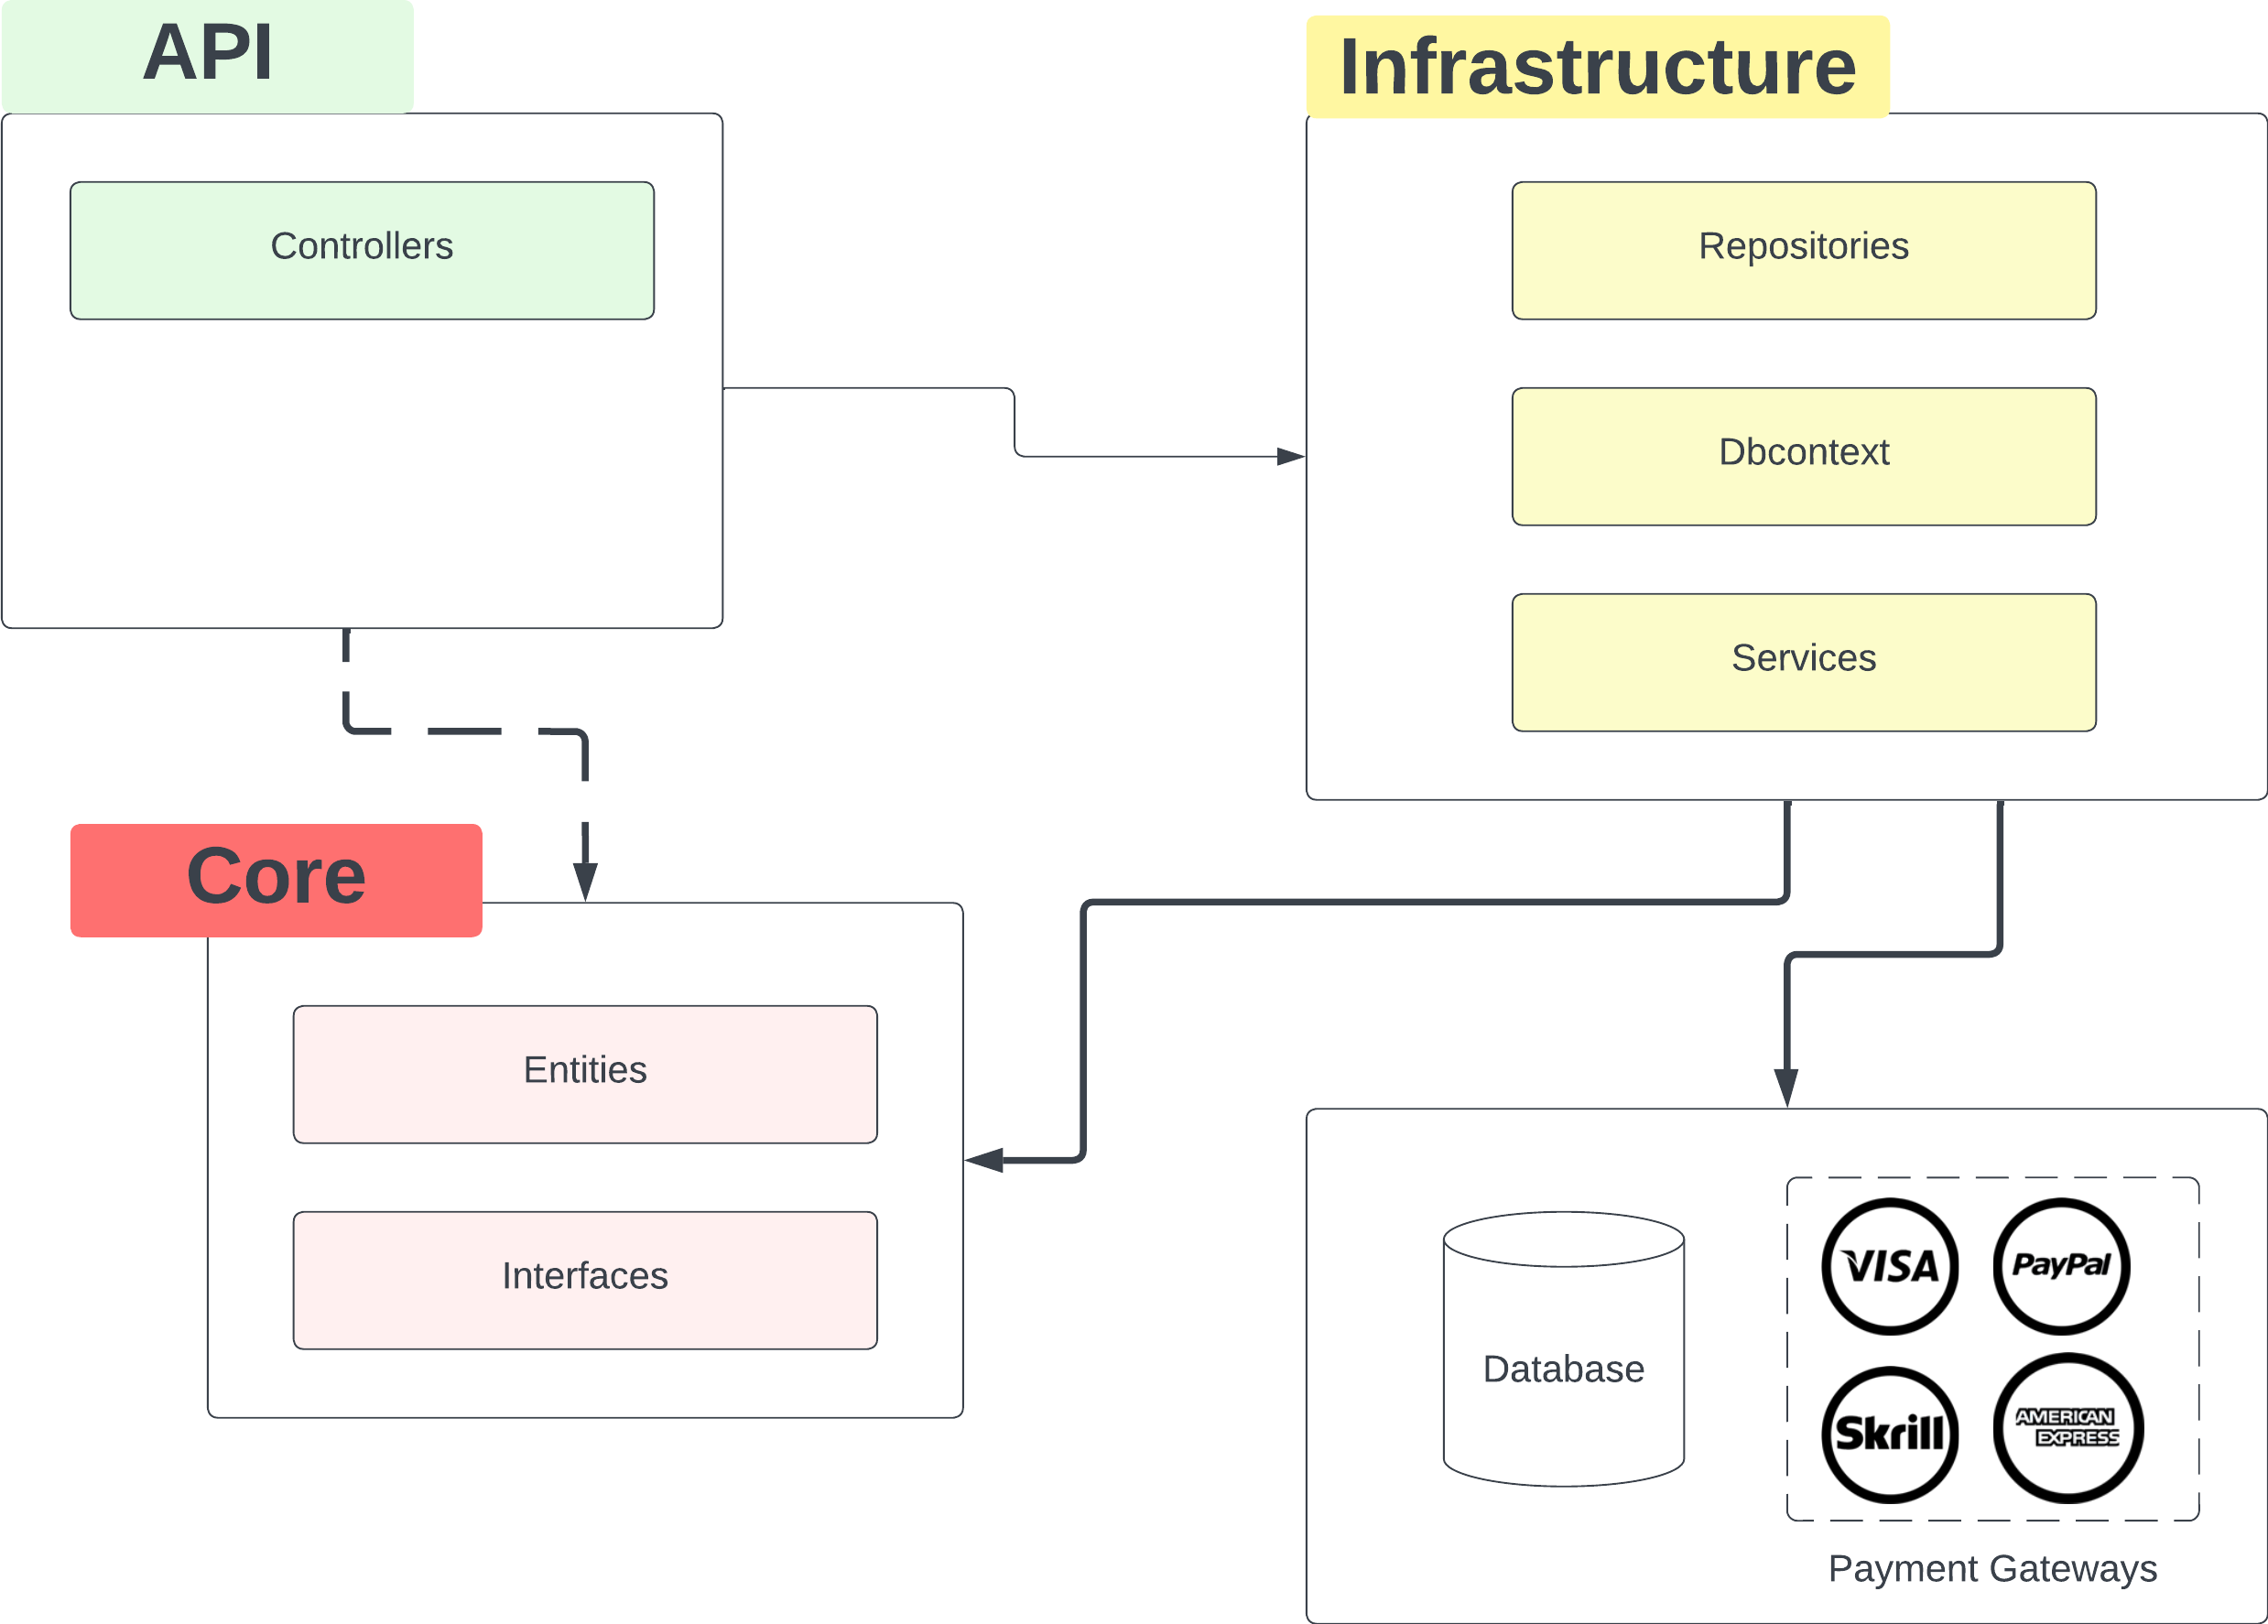 API
Infrastructure
Controllers
Repositories
Dbcontext
Services
Core
Entities
Interfaces
Database
VISA
PayPal
Skrill
AMERICAN
EXPRESS
Payment Gateways